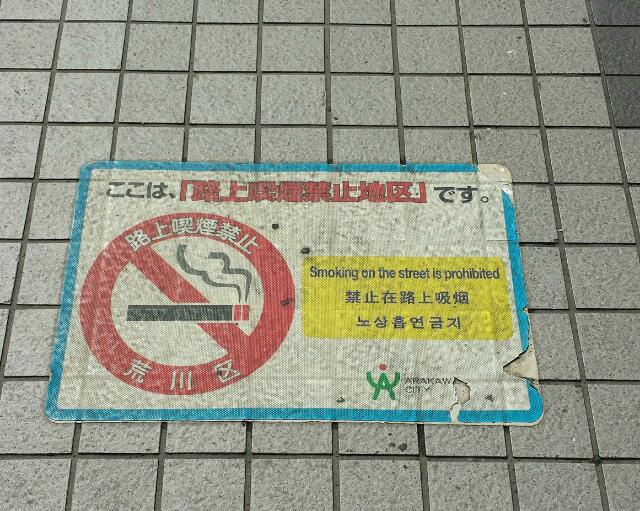 ここは、「路上喫煙禁止地区」です。
路上喫煙禁止
荒川区
Smoking on the street is prohibited
禁止在路上吸烟
노상흡연금지
ARAKAWA
CITY